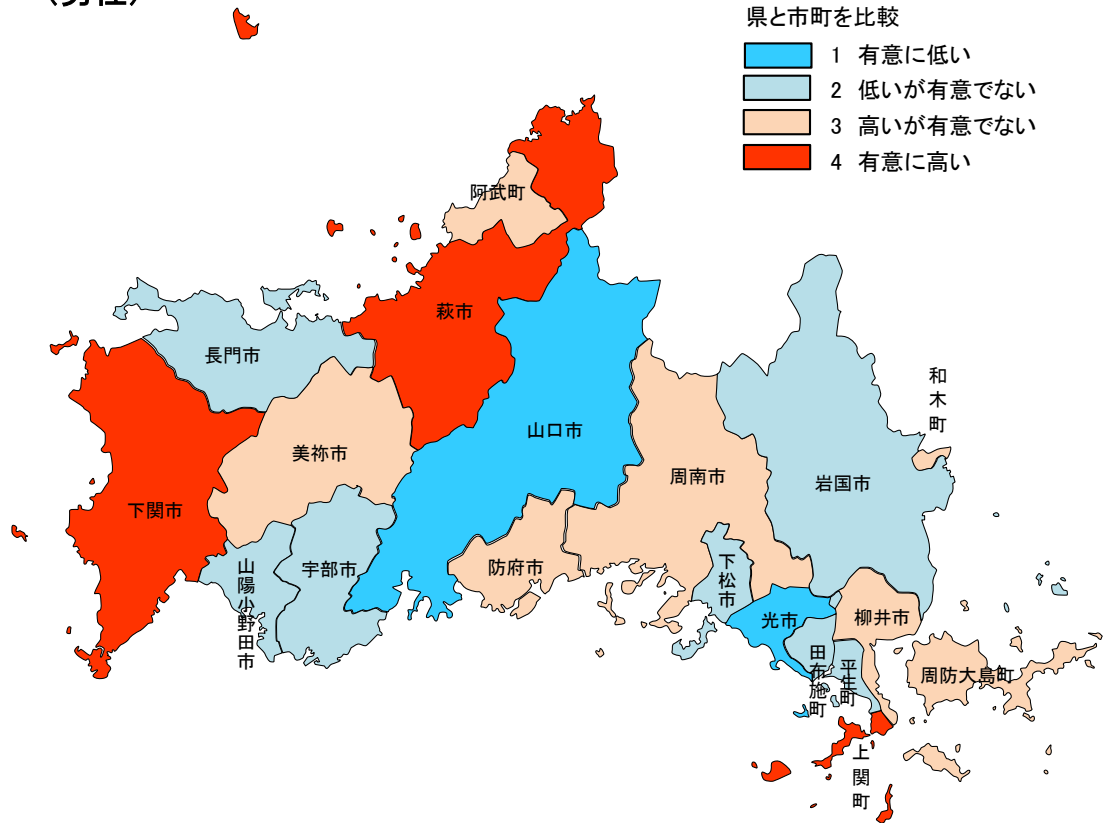 県と市町を比較
1 有意に低い
2 低いが有意でない
3 高いが有意でない
4 有意に高い
阿武町
萩市
長門市
和木町
山口市
美祢市
周南市
岩国市
下関市
宇部市
防府市
下松市
山陽小野田市
光市
柳井市
田布施町
平生町
周防大島町
上関町